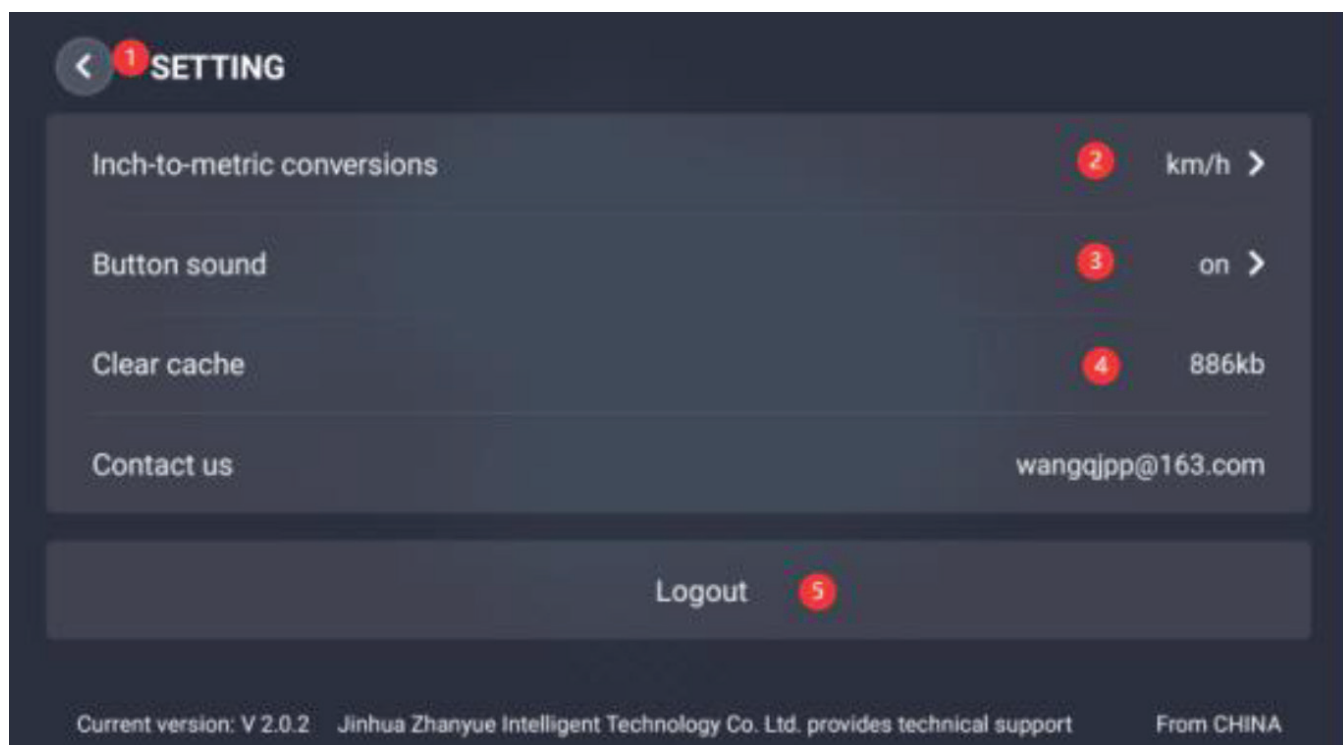 1 SETTING
Inch-to-metric conversions 2 km/h
Button sound 3 on
Clear cache 4 886kb
Contact us wangqjpp@163.com
Logout 5
Current version: V 2.0.2 Jinhua Zhanyue Intelligent Technology Co. Ltd. provides technical support From CHINA